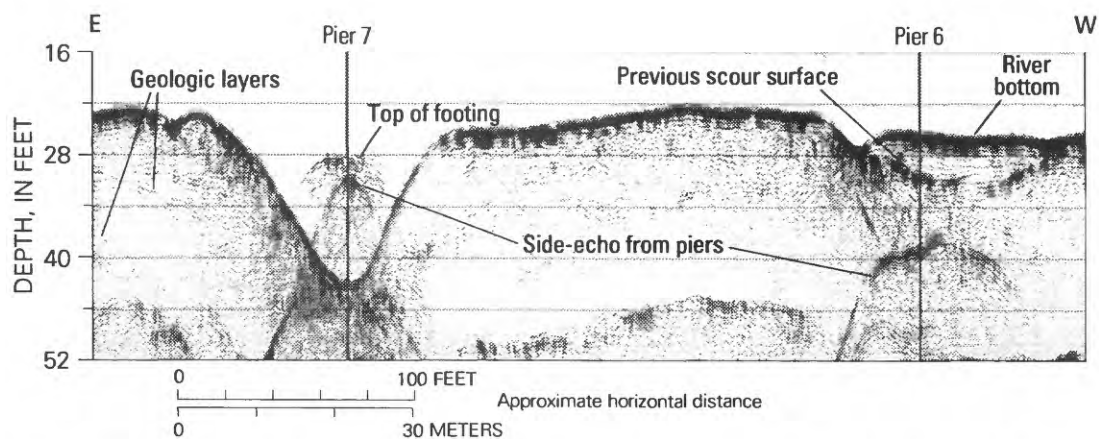 E
W
Pier 7
Pier 6
16
Geologic layers
Previous scour surface
River
bottom
Top of footing
28
DEPTH, IN FEET
Side-echo from piers
40
52
0
100 FEET
Approximate horizontal distance
0
30 METERS